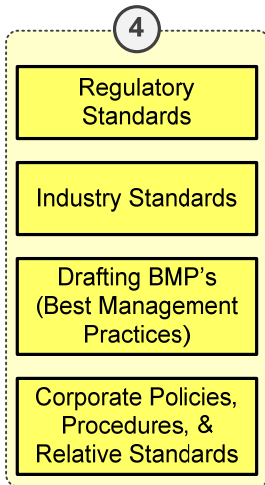 4
Regulatory
Standards
Industry Standards
Drafting BMP's
(Best Management
Practices)
Corporate Policies,
Procedures, &
Relative Standards